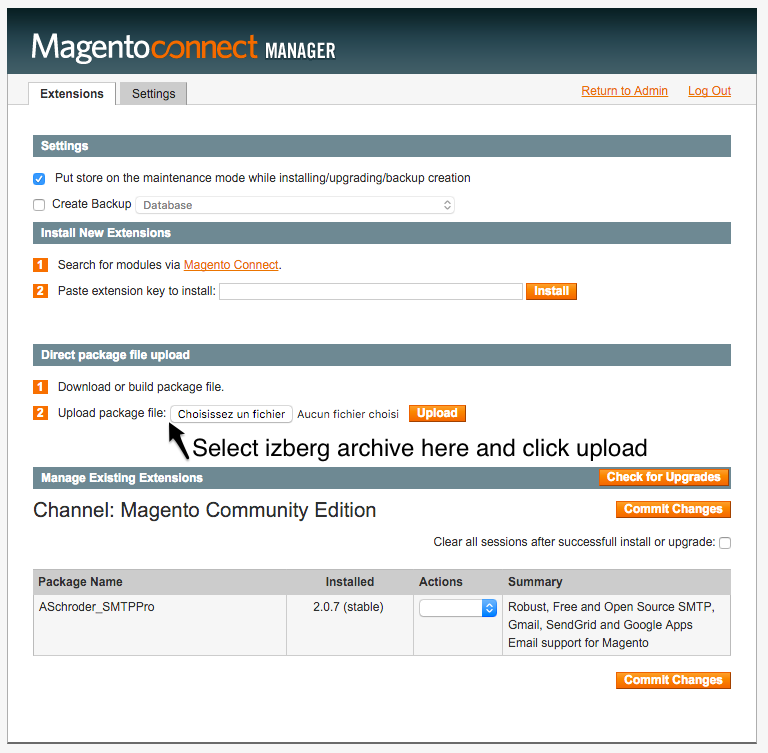 Magentoconnect MANAGER
Extensions Settings Return to Admin Log Out
Settings
Put store on the maintenance mode while installing/upgrading/backup creation
Create Backup Database
Install New Extensions
1 Search for modules via Magento Connect.
2 Paste extension key to install: Install
Direct package file upload
1 Download or build package file.
2 Upload package file: Choisissez un fichier Aucun fichier choisi Upload
Select izberg archive here and click upload
Manage Existing Extensions Check for Upgrades
Channel: Magento Community Edition Commit Changes
Clear all sessions after successfull install or upgrade:
Package Name Installed Actions Summary
ASchroder_SMTPPro 2.0.7 (stable) Robust, Free and Open Source SMTP,
Gmail, SendGrid and Google Apps
Email support for Magento
Commit Changes